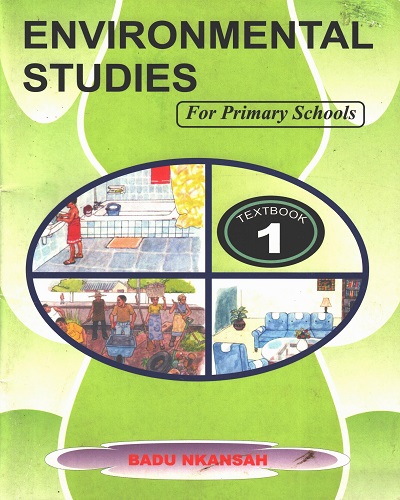 ENVIRONMENTAL
STUDIES
For Primary Schools
TEXTBOOK
1
BADU NKANSAH